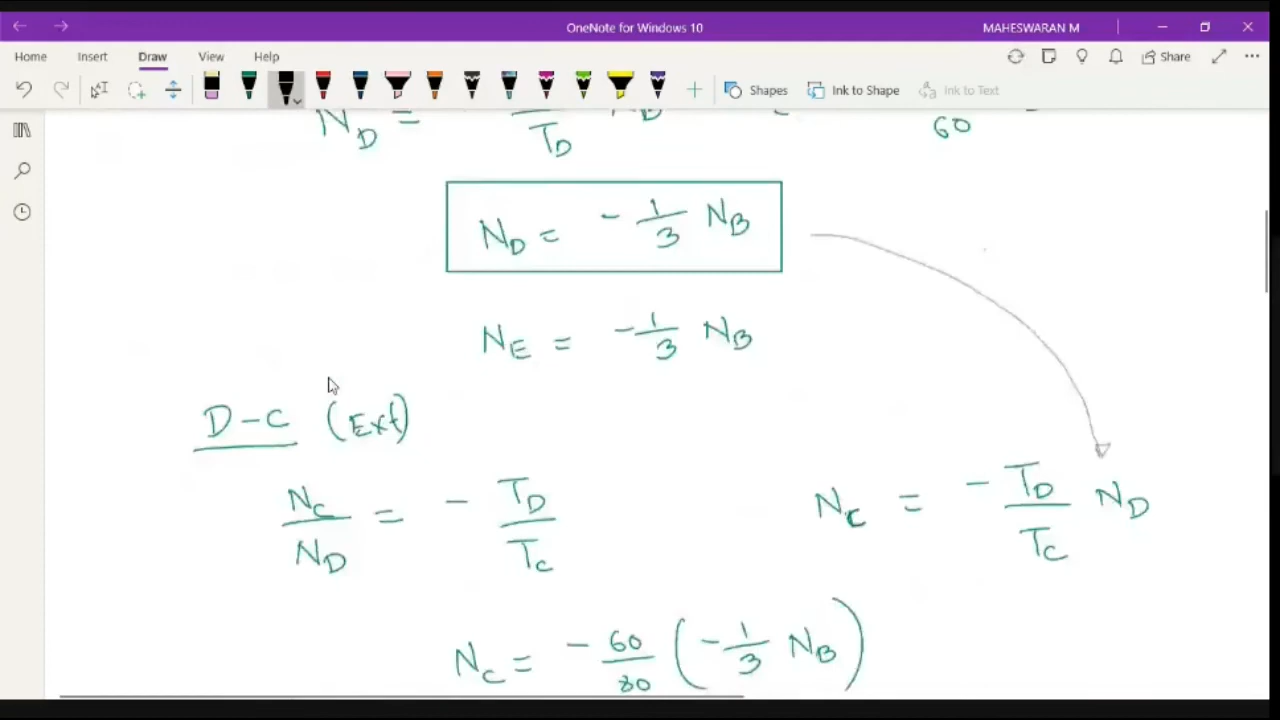 OneNote for Windows 10
MAHESWARAN M
Home Insert Draw View Help
Share
Shapes Ink to Shape Ink to Text
N_D = - /T_D N_B = 60
N_D = - 1/3 N_B
N_E = - 1/3 N_B
D - C (Ext)
N_C/N_D = - T_D/T_C N_C = - T_D/T_C N_D
N_C = - 60/80 ( - 1/3 N_B )